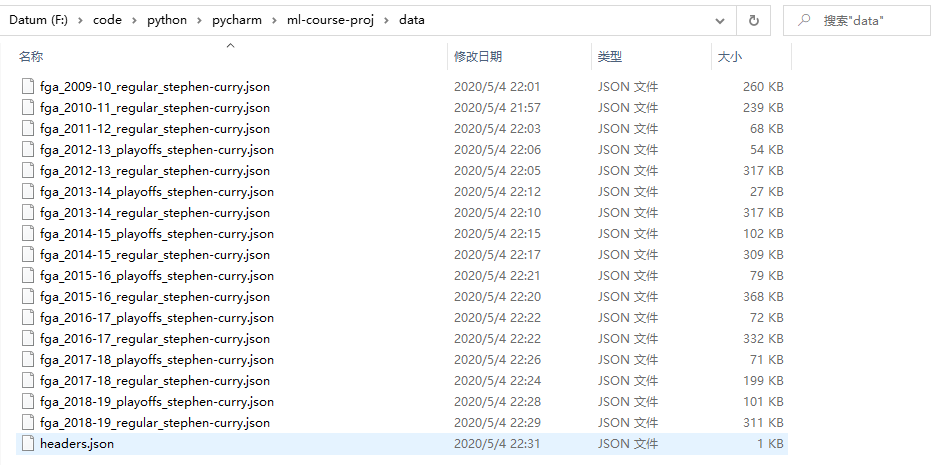 Datum (F:) > code > python > pycharm > ml-course-proj > data 搜索"data"
名称 修改日期 类型 大小
fga_2009-10_regular_stephen-curry.json 2020/5/4 22:01 JSON 文件 260 KB
fga_2010-11_regular_stephen-curry.json 2020/5/4 21:57 JSON 文件 239 KB
fga_2011-12_regular_stephen-curry.json 2020/5/4 22:03 JSON 文件 68 KB
fga_2012-13_playoffs_stephen-curry.json 2020/5/4 22:06 JSON 文件 54 KB
fga_2012-13_regular_stephen-curry.json 2020/5/4 22:05 JSON 文件 317 KB
fga_2013-14_playoffs_stephen-curry.json 2020/5/4 22:12 JSON 文件 27 KB
fga_2013-14_regular_stephen-curry.json 2020/5/4 22:10 JSON 文件 317 KB
fga_2014-15_playoffs_stephen-curry.json 2020/5/4 22:15 JSON 文件 102 KB
fga_2014-15_regular_stephen-curry.json 2020/5/4 22:17 JSON 文件 309 KB
fga_2015-16_playoffs_stephen-curry.json 2020/5/4 22:21 JSON 文件 79 KB
fga_2015-16_regular_stephen-curry.json 2020/5/4 22:20 JSON 文件 368 KB
fga_2016-17_playoffs_stephen-curry.json 2020/5/4 22:22 JSON 文件 72 KB
fga_2016-17_regular_stephen-curry.json 2020/5/4 22:22 JSON 文件 332 KB
fga_2017-18_playoffs_stephen-curry.json 2020/5/4 22:26 JSON 文件 71 KB
fga_2017-18_regular_stephen-curry.json 2020/5/4 22:24 JSON 文件 199 KB
fga_2018-19_playoffs_stephen-curry.json 2020/5/4 22:28 JSON 文件 101 KB
fga_2018-19_regular_stephen-curry.json 2020/5/4 22:29 JSON 文件 311 KB
headers.json 2020/5/4 22:31 JSON 文件 1 KB